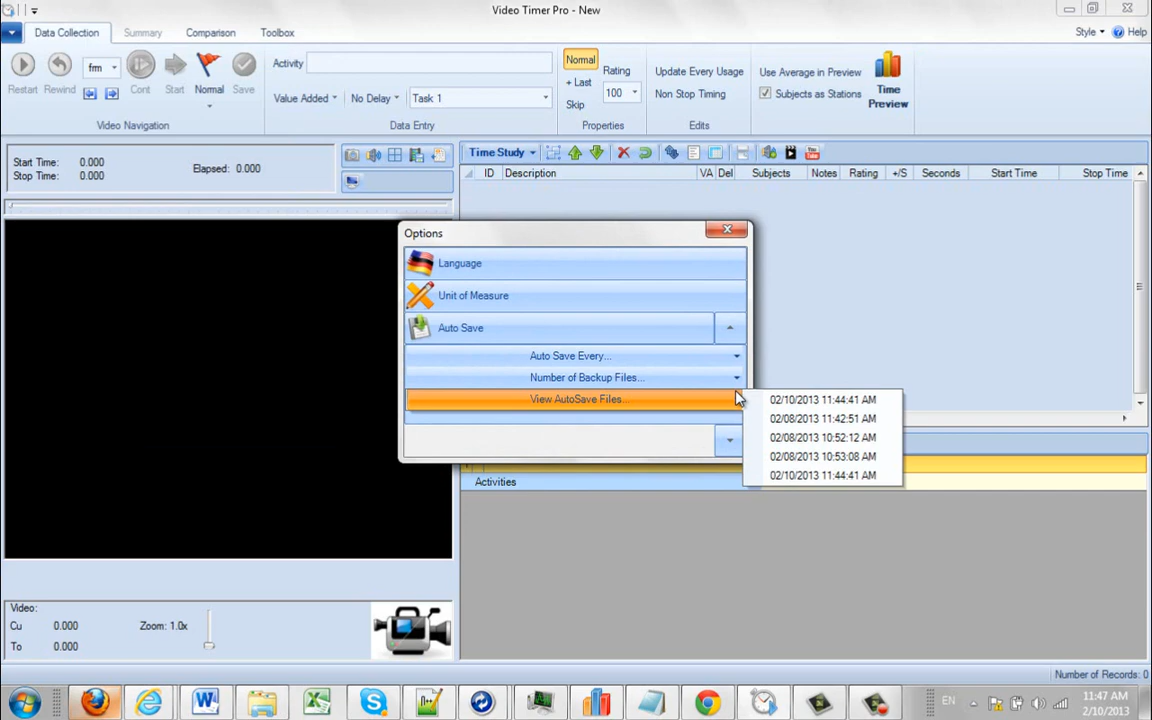 Video Timer Pro - New
Data Collection Summary Comparison Toolbox Style Help
Restart Rewind frm Cont Start Normal Save
Video Navigation
Activity
Value Added No Delay Task 1
Data Entry
Normal
+ Last
Skip
Rating
100
Properties
Update Every Usage
Non Stop Timing
Edits
Use Average in Preview
Subjects as Stations
Time
Preview
Start Time: 0.000
Stop Time: 0.000
Elapsed: 0.000
Time Study
ID Description VA Del Subjects Notes Rating +/S Seconds Start Time Stop Time
Options
Language
Unit of Measure
Auto Save
Auto Save Every...
Number of Backup Files...
View AutoSave Files...
02/10/2013 11:44:41 AM
02/08/2013 11:42:51 AM
02/08/2013 10:52:12 AM
02/08/2013 10:53:08 AM
02/10/2013 11:44:41 AM
Activities
Video:
Cu 0.000
To 0.000
Zoom: 1.0x
Number of Records: 0
EN
11:47 AM
2/10/2013